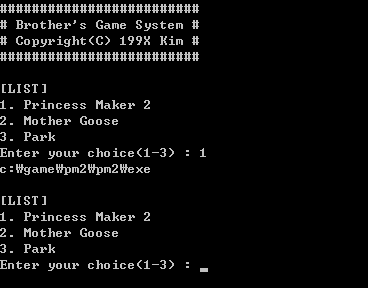 #########################
# Brother's Game System #
# Copyright(C) 199X Kim #
#########################
[LIST]
1. Princess Maker 2
2. Mother Goose
3. Park
Enter your choice(1-3) : 1
c:₩game₩pm2₩pm2₩exe
[LIST]
1. Princess Maker 2
2. Mother Goose
3. Park
Enter your choice(1-3) : _